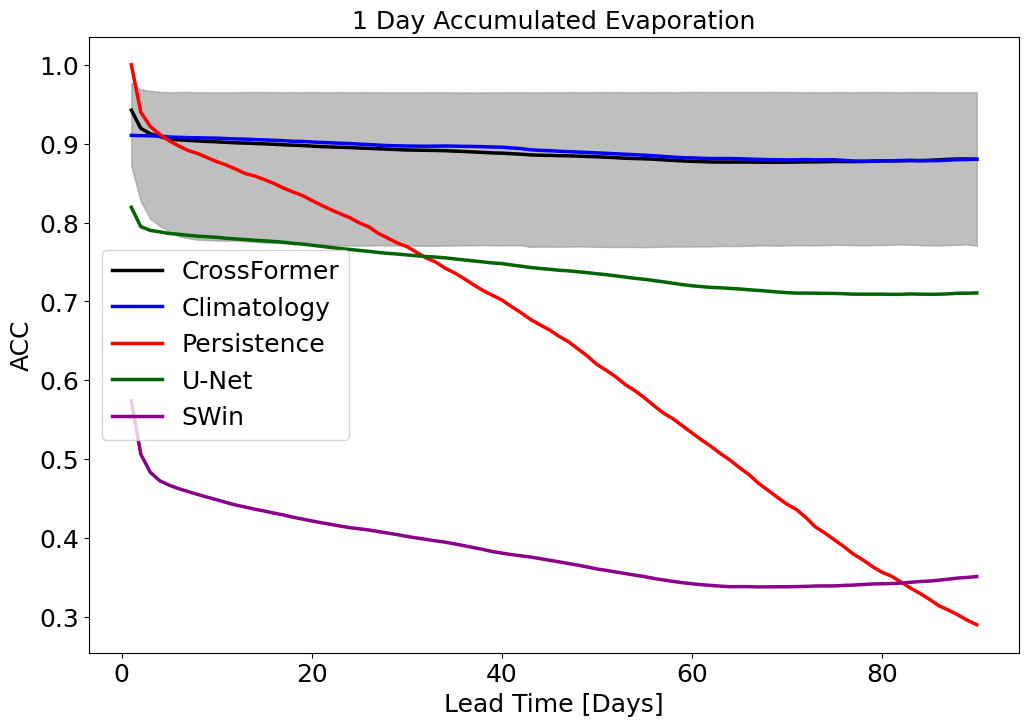 1 Day Accumulated Evaporation
1.0
0.9
0.8
0.7
0.6
0.5
0.4
0.3
ACC
CrossFormer
Climatology
Persistence
U-Net
SWin
0 20 40 60 80
Lead Time [Days]